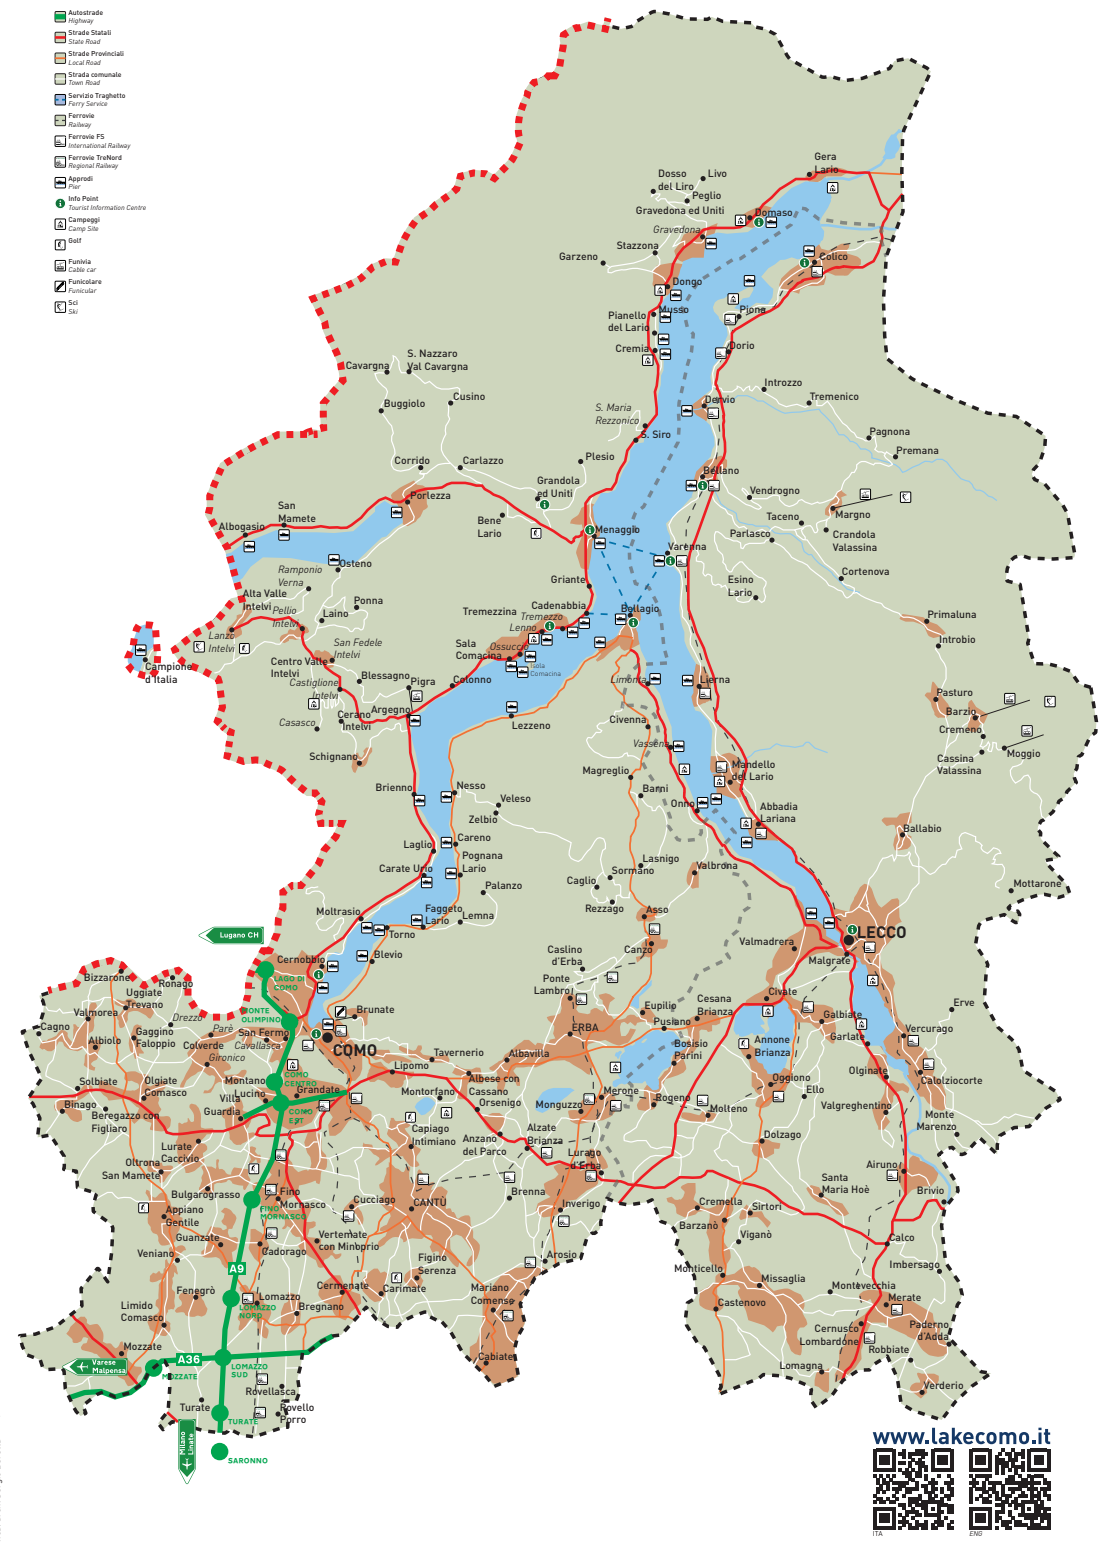 Autostrade
Highway
Strade Statali
State Road
Strade Provinciali
Local Road
Strada comunale
Town Road
Servizio Traghetto
Ferry Service
Ferrovie
Railway
Ferrovie FS
International Railway
Ferrovie TreNord
Regional Railway
Approdi
Pier
Info Point
Tourist Information Centre
Campeggi
Camp Site
Golf
Funivia
Cable car
Funicolare
Funicular
Sci
Ski
Gera
Lario
Dosso
del Liro
Livo
Peglio
Gravedona ed Uniti
Domaso
Gravedona
Stazzona
Garzeno
Colico
Dongo
Musso
Piona
Pianello
del Lario
Cremia
Dorio
S. Nazzaro
Val Cavargna
Cavargna
Cusino
Buggiolo
Introzzo
Tremenico
S. Maria
Rezzonico
Dervio
S. Siro
Pagnona
Premana
Corrido
Carlazzo
Plesio
Grandola
ed Uniti
Bellano
Vendrogno
Porlezza
San
Mamete
Albogasio
Bene
Lario
Menaggio
Margno
Taceno
Parlasco
Crandola
Valassina
Varenna
Osteno
Ramponio
Verna
Cortenova
Esino
Lario
Griante
Alta Valle
Intelvi
Pellio
Intelvi
Ponna
Laino
Tremezzina
Cadenabbia
Tremezzo
Lenno
Bellagio
Primaluna
Introbio
Lanzo
Intelvi
San Fedele
Intelvi
Sala
Comacina
Ossuccio
Isola
Comacina
Campione
d'Italia
Centro Valle
Intelvi
Blessagno
Castiglione
Intelvi
Pigra
Colonno
Limonta
Lierna
Pasturo
Barzio
Cremeno
Cerano
Intelvi
Argegno
Casasco
Lezzeno
Civenna
Vassena
Cassina
Valassina
Moggio
Schignano
Magreglio
Mandello
del Lario
Brienno
Nesso
Veleso
Zelbio
Barni
Onno
Abbadia
Lariana
Ballabio
Laglio
Careno
Pognana
Lario
Carate Urio
Lasnigo
Sormano
Caglio
Valbrona
Mottarone
Palanzo
Rezzago
Moltrasio
Faggeto
Lario
Lemna
Torno
Asso
Lugano CH
Blevio
Caslino
d'Erba
Canzo
Valmadrera
LECCO
Malgrate
Cernobbio
LAGO DI
COMO
Bizzarone
Ronago
Ponte
Lambro
Uggiate
Trevano
Valmorea
Cagno
Drezzo
MONTE
OLIMPINO
Brunate
Eupilio
Cesana
Brianza
Civate
Galbiate
Erve
Gaggino
Faloppio
Albiolo
Parè
San Fermo
Cavallasca
Colverde
Gironico
COMO
Pusiano
ERBA
Garlate
Vercurago
Tavernerio
Albavilla
Bosisio
Parini
Annone
Brianza
Lipomo
Solbiate
Olgiate
Comasco
Montano
Lucino
COMO
CENTRO
Grandate
Albese con
Cassano
Olginate
Calolziocorte
Binago
Beregazzo con
Figliaro
Villa
Guardia
COMO
EST
Montorfano
Orsenigo
Monguzzo
Merone
Rogeno
Oggiono
Ello
Molteno
Valgreghentino
Monte
Marenzo
Capiago
Intimiano
Alzate
Brianza
Anzano
del Parco
Lurate
Caccivio
Dolzago
Oltrona
San Mamete
Lurago
d'Erba
Airuno
Bulgarograsso
Fino
Mornasco
FINO
MORNASCO
Cucciago
CANTÙ
Brenna
Inverigo
Cremella
Sirtori
Santa
Maria Hoè
Brivio
Appiano
Gentile
Barzanò
Viganò
Guanzate
Vertemate
con Minoprio
Calco
Veniano
Cadorago
A9
Figino
Serenza
Arosio
Monticello
Imbersago
Missaglia
Montevecchia
Cermenate
Carimate
Mariano
Comense
Fenegrò
Lomazzo
LOMAZZO
NORD
Bregnano
Castenovo
Merate
Limido
Comasco
Cernusco
Lombardone
Paderno
d'Adda
Mozzate
A36
Cabiate
Robbiate
Varese
Malpensa
LOMAZZO
SUD
MOZZATE
Lomagna
Rovellasca
Verderio
Turate
Rovello
Porro
TURATE
Milano
Linate
SARONNO
www.lakecomo.it
ITA
ENG